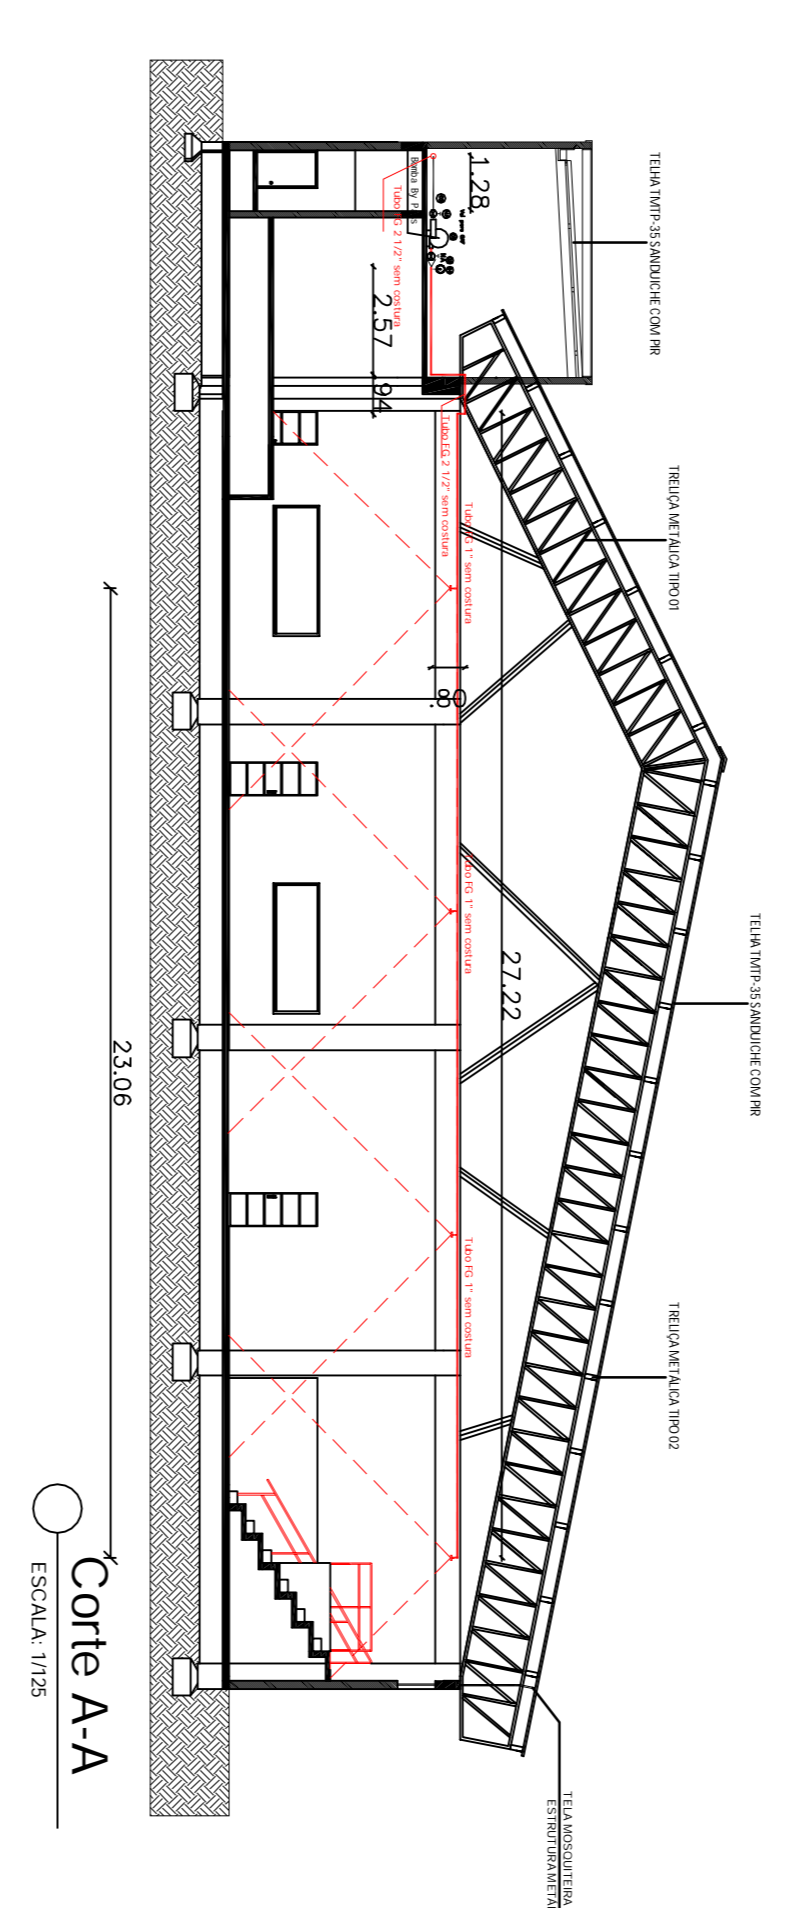 TELHA TMTP-35 SANDUICHE COM PIR
TRELIÇA METÁLICA TIPO 01
TELHA TMTP-35 SANDUICHE COM PIR
TRELIÇA METÁLICA TIPO 02
TELA MOSQUITEIRA
1.28
Bomba By Pass
Tubo FG 2 1/2" sem costura
2.57
.94
Tubo FG 2 1/2" sem costura
Tubo FG 1" sem costura
Tubo FG 1" sem costura
Tubo FG 1" sem costura
27.22
23.06
Corte A-A
ESCALA: 1/125